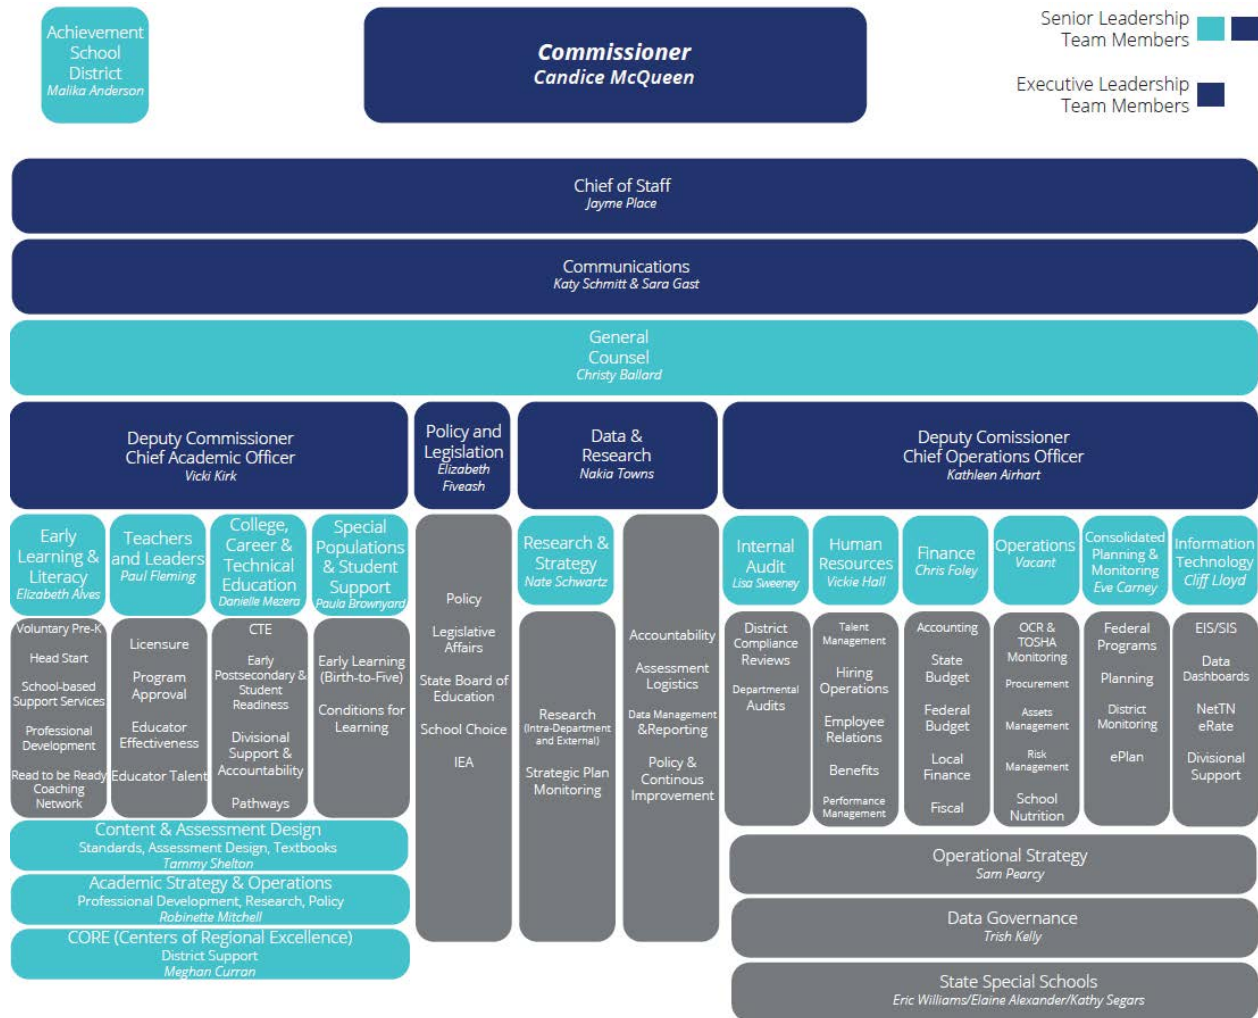 Achievement
School
District
Malika Anderson
Commissioner
Candice McQueen
Senior Leadership
Team Members
Executive Leadership
Team Members
Chief of Staff
Jayme Place
Communications
Katy Schmitt & Sara Gast
General
Counsel
Christy Ballard
Deputy Commissioner
Chief Academic Officer
Vicki Kirk
Policy and
Legislation
Elizabeth
Fiveash
Data &
Research
Nakia Towns
Deputy Comissioner
Chief Operations Officer
Kathleen Airhart
Early
Learning &
Literacy
Elizabeth Alves
Teachers
and Leaders
Paul Fleming
College,
Career &
Technical
Education
Danielle Mezera
Special
Populations
& Student
Support
Paula Brownyard
Research &
Strategy
Nate Schwartz
Internal
Audit
Lisa Sweeney
Human
Resources
Vickie Hall
Finance
Chris Foley
Operations
Vacant
Consolidated
Planning &
Monitoring
Eve Carney
Information
Technology
Cliff Lloyd
Voluntary Pre-K
Head Start
School-based
Support Services
Professional
Development
Read to be Ready
Coaching
Network
Licensure
Program
Approval
Educator
Effectiveness
Educator Talent
CTE
Early
Postsecondary &
Student
Readiness
Divisional
Support &
Accountability
Pathways
Early Learning
(Birth-to-Five)
Conditions for
Learning
Policy
Legislative
Affairs
State Board of
Education
School Choice
IEA
Research
(Intra-Department
and External)
Strategic Plan
Monitoring
Accountability
Assessment
Logistics
Data Management
&Reporting
Policy &
Continous
Improvement
District
Compliance
Reviews
Departmental
Audits
Talent
Management
Hiring
Operations
Employee
Relations
Benefits
Performance
Management
Accounting
State
Budget
Federal
Budget
Local
Finance
Fiscal
OCR &
TOSHA
Monitoring
Procurement
Assets
Management
Risk
Management
School
Nutrition
Federal
Programs
Planning
District
Monitoring
ePlan
EIS/SIS
Data
Dashboards
NetTN
eRate
Divisional
Support
Content & Assessment Design
Standards, Assessment Design, Textbooks
Tammy Shelton
Academic Strategy & Operations
Professional Development, Research, Policy
Robinette Mitchell
CORE (Centers of Regional Excellence)
District Support
Meghan Curran
Operational Strategy
Sam Pearcy
Data Governance
Trish Kelly
State Special Schools
Eric Williams/Elaine Alexander/Kathy Segars